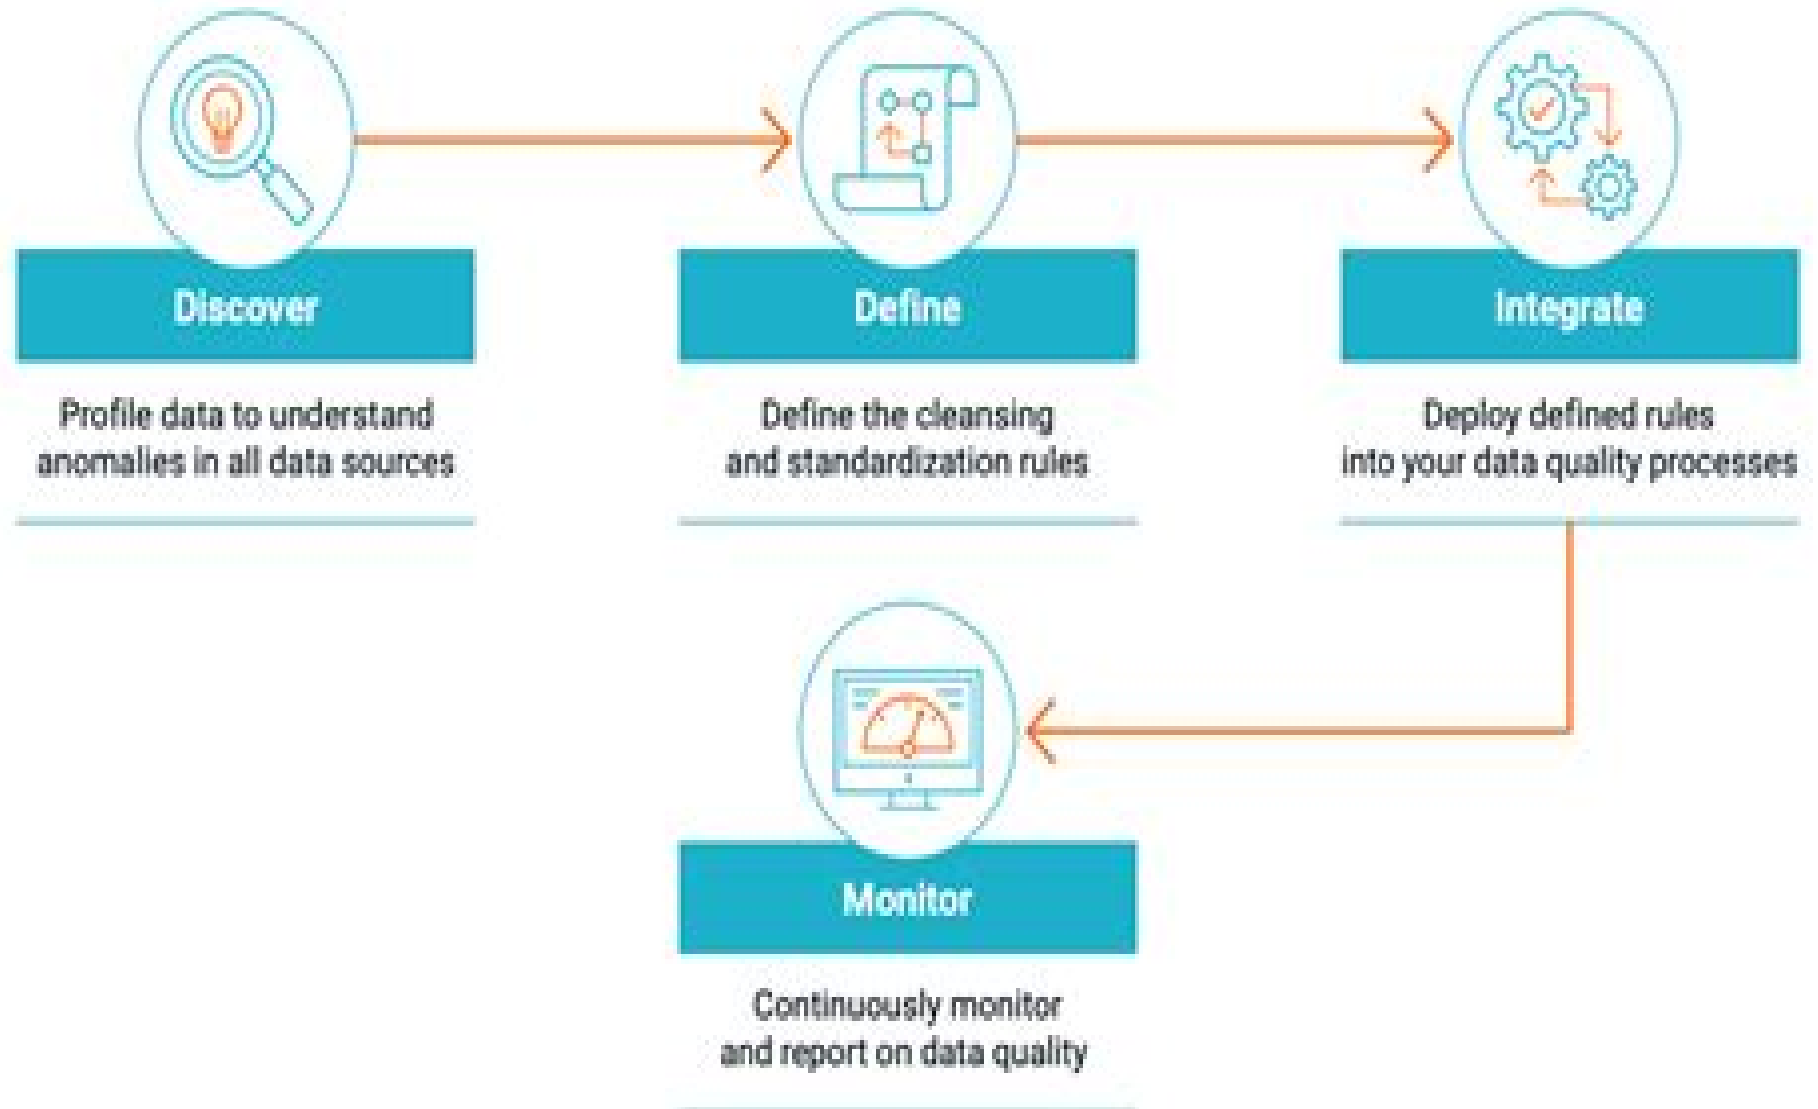 Discover
Profile data to understand
anomalies in all data sources
Define
Define the cleansing
and standardization rules
Integrate
Deploy defined rules
into your data quality processes
Monitor
Continuously monitor
and report on data quality